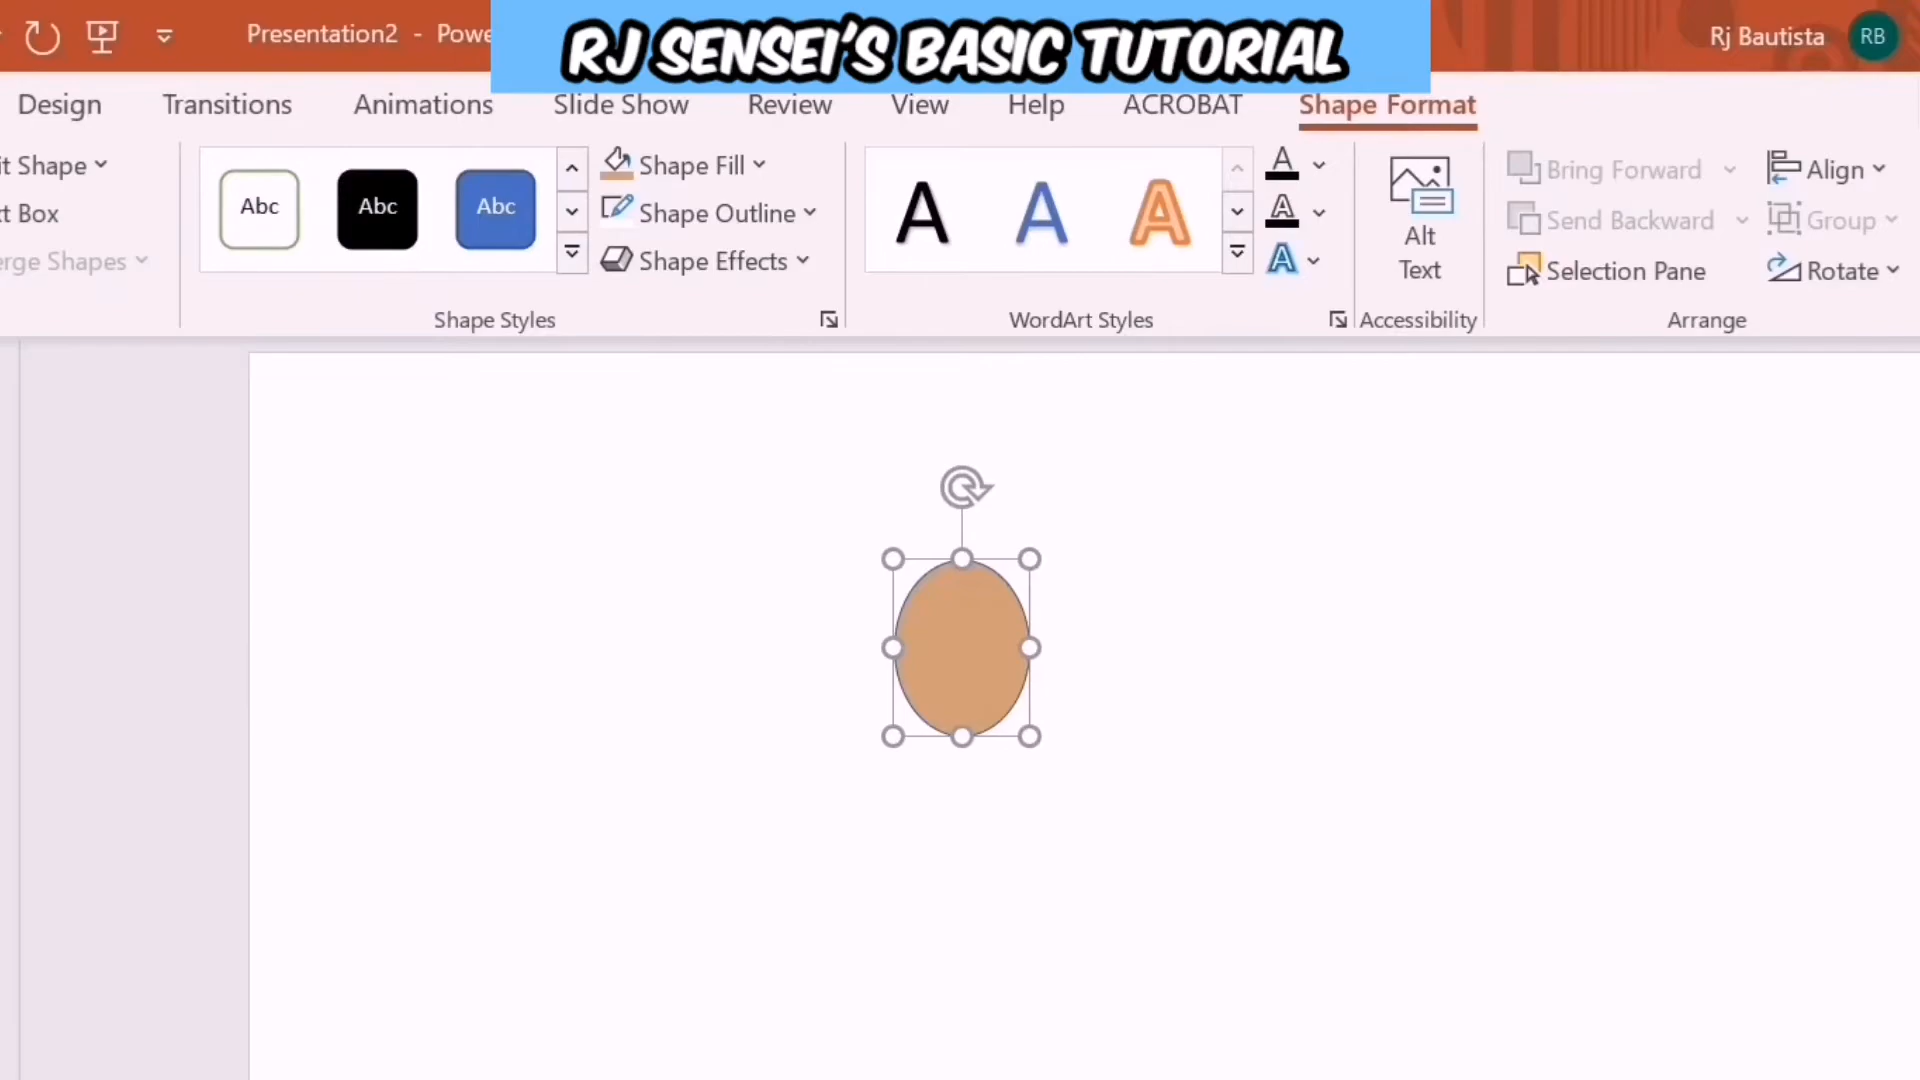 Presentation2 - Powe
RJ SENSEI'S BASIC TUTORIAL
Rj Bautista
RB
Design Transitions Animations Slide Show Review View Help ACROBAT Shape Format
it Shape
t Box
erge Shapes
Abc Abc Abc
Shape Fill
Shape Outline
Shape Effects
Shape Styles
A A A
A
A
A
WordArt Styles
Alt
Text
Accessibility
Bring Forward
Send Backward
Selection Pane
Align
Group
Rotate
Arrange